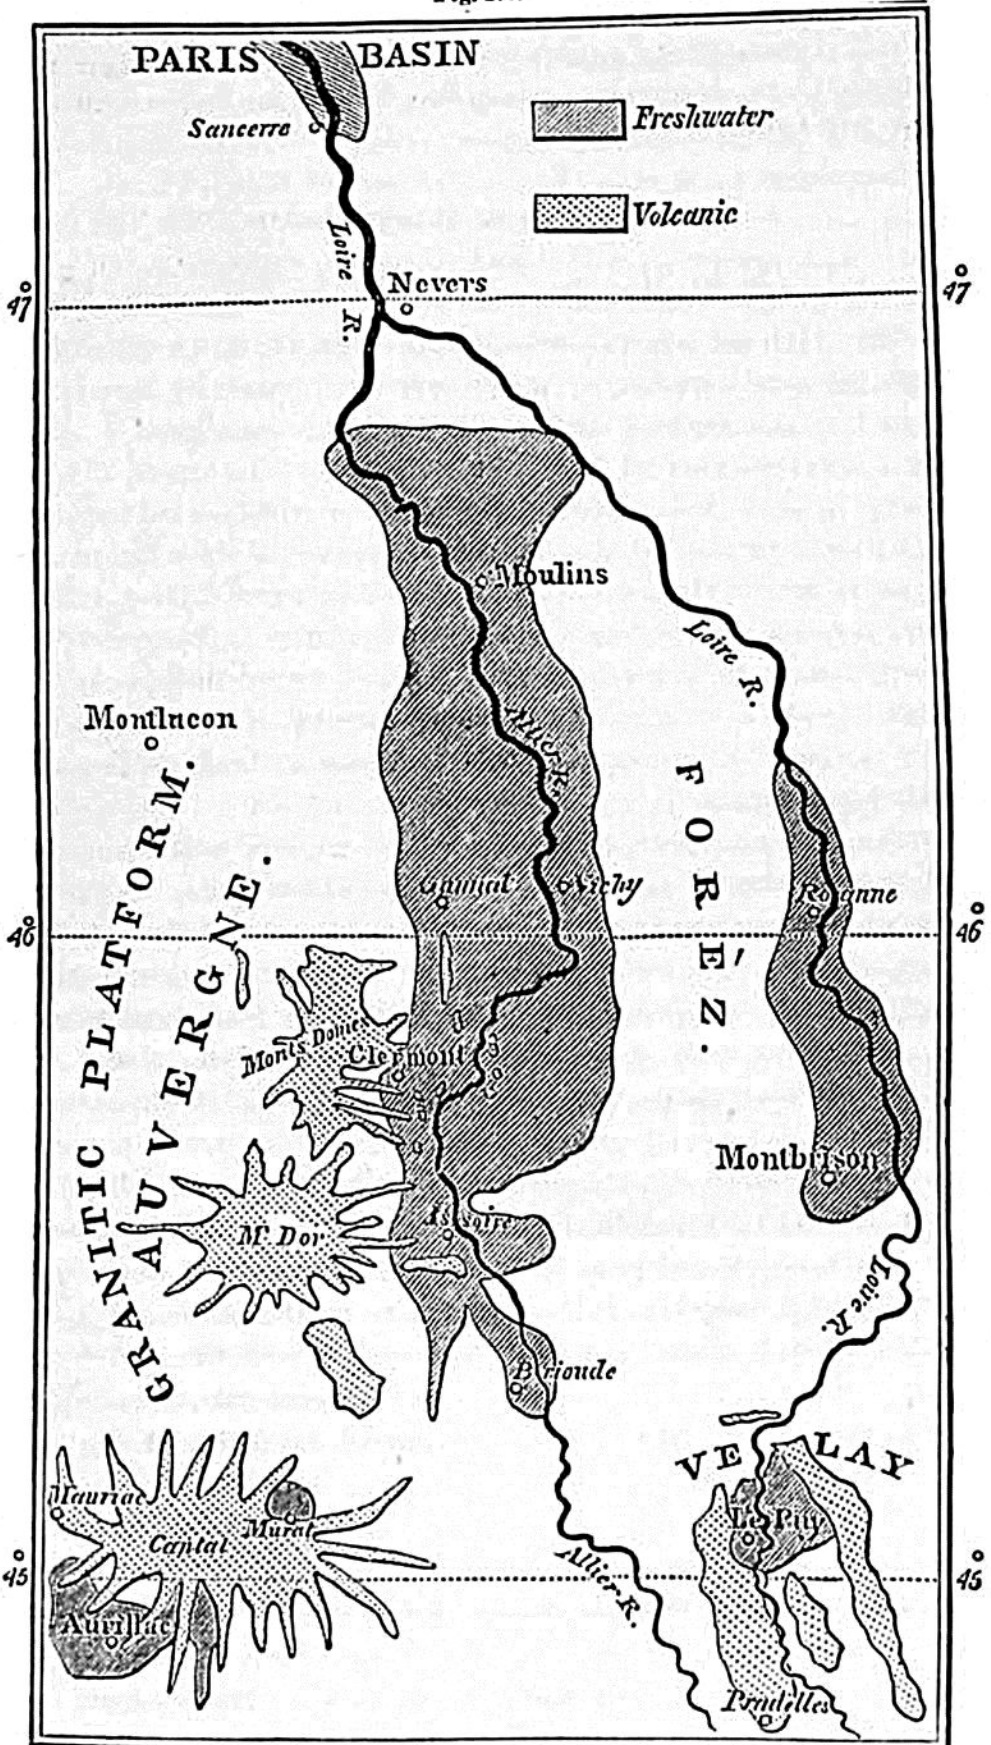 PARIS BASIN
Sancerre
Freshwater
Volcanic
Loire R.
Nevers
47°
47°
Moulins
Loire R.
Montlucon
Allier R.
FOREZ.
GRANITIC PLATFORM.
AUVERGNE.
Gannat
Vichy
Roanne
46°
46°
Monts Domes
Clermont
Montbrison
Mt Dor
Issoire
Loire R.
Brioude
VELAY
Mauriac
Murat
Cantal
Le Puy
Allier R.
45°
45°
Aurillac
Pradelles